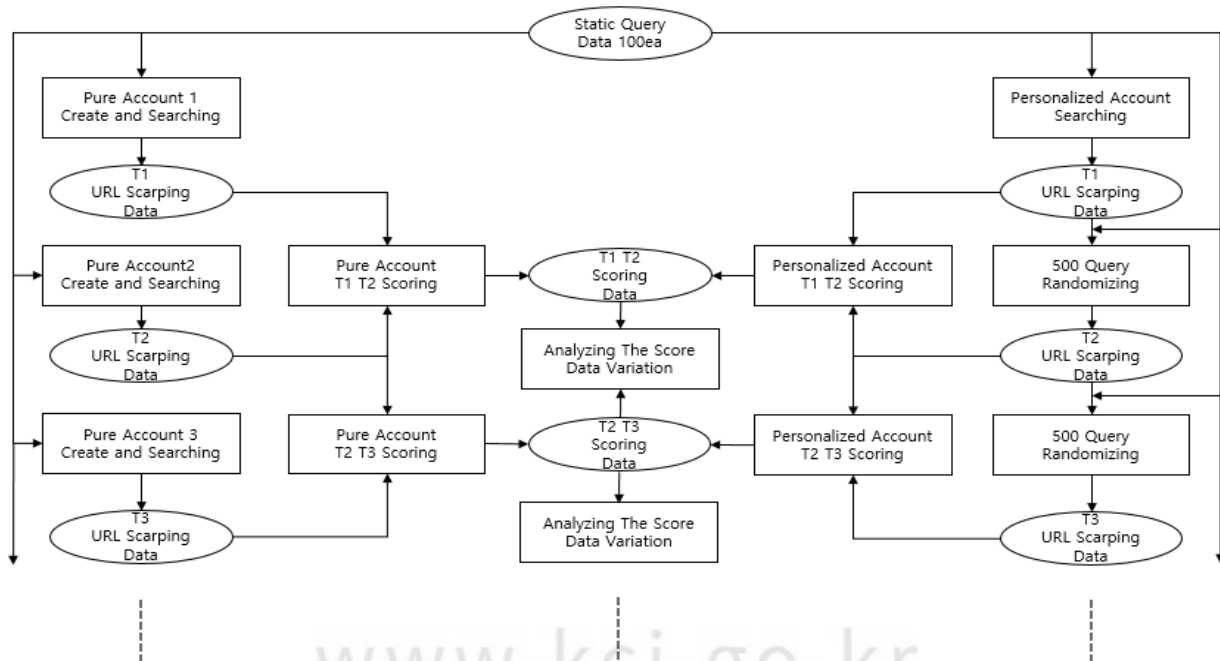 Static Query
Data 100ea
Pure Account 1
Create and Searching
Personalized Account
Searching
T1
URL Scarping
Data
T1
URL Scarping
Data
Pure Account2
Create and Searching
Pure Account
T1 T2 Scoring
T1 T2
Scoring
Data
Personalized Account
T1 T2 Scoring
500 Query
Randomizing
T2
URL Scarping
Data
Analyzing The Score
Data Variation
T2
URL Scarping
Data
Pure Account 3
Create and Searching
Pure Account
T2 T3 Scoring
T2 T3
Scoring
Data
Personalized Account
T2 T3 Scoring
500 Query
Randomizing
T3
URL Scarping
Data
Analyzing The Score
Data Variation
T3
URL Scarping
Data
www.kci.go.kr